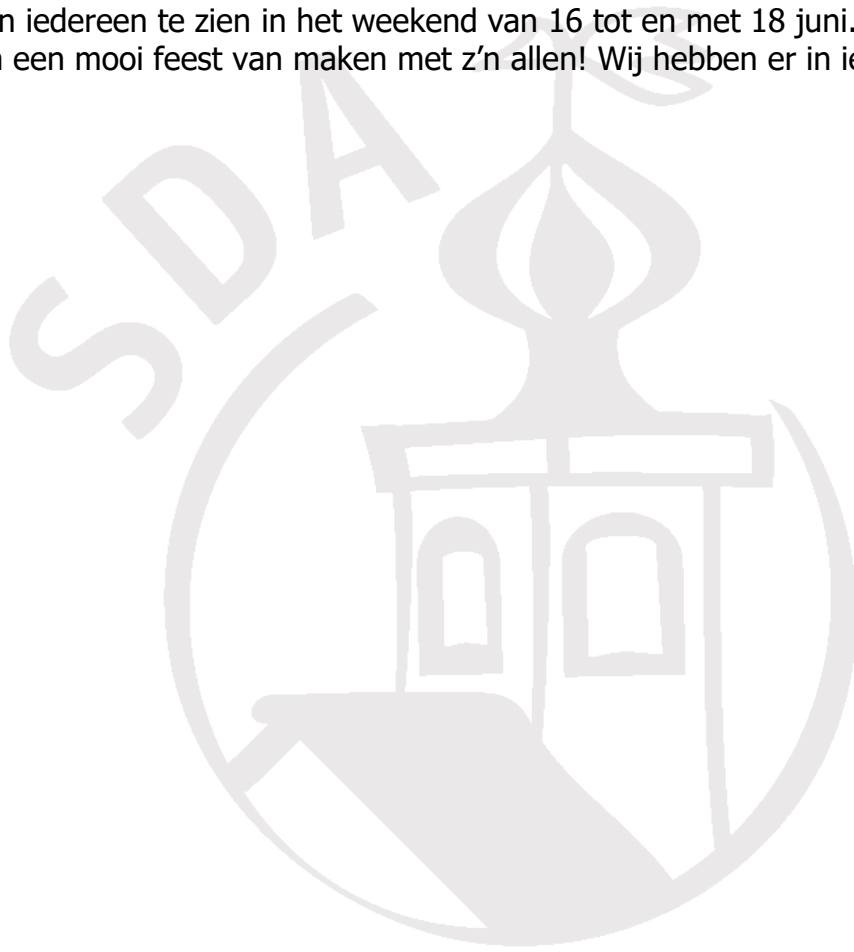 n iedereen te zien in het weekend van 16 tot en met 18 juni.
een mooi feest van maken met z'n allen! Wij hebben er in ie
SDA